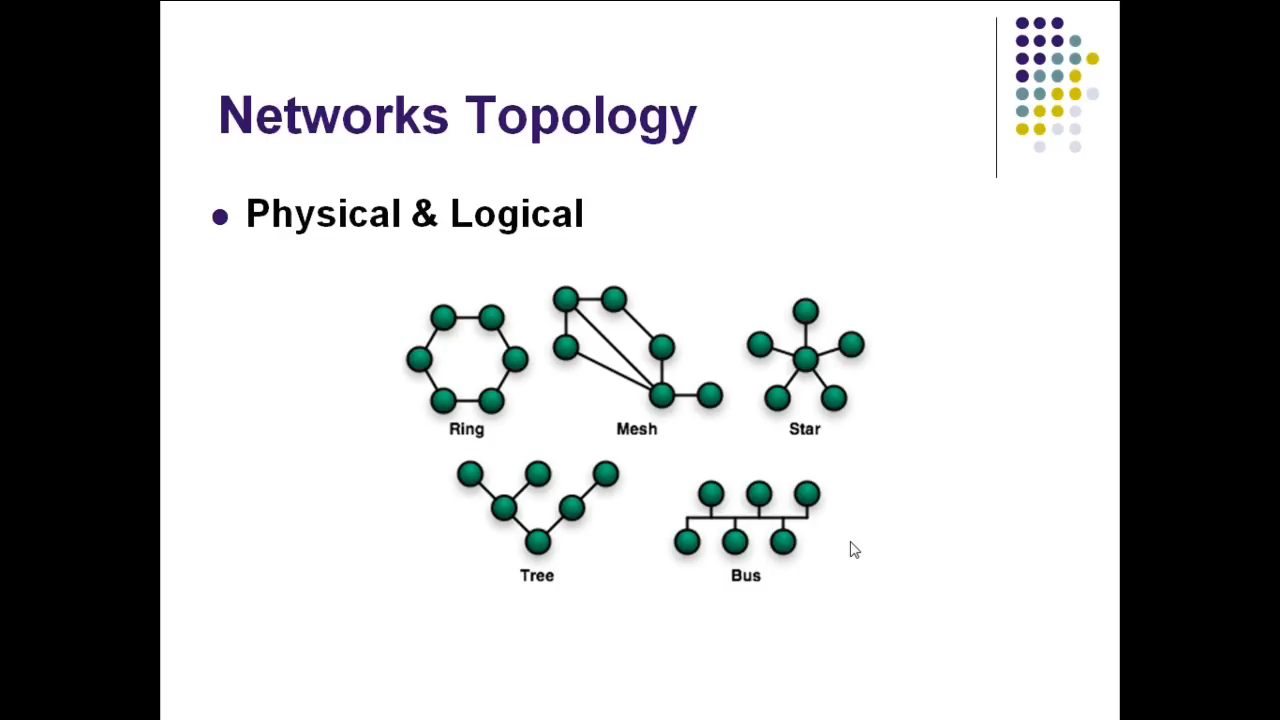 Networks Topology
Physical & Logical
Ring
Mesh
Star
Tree
Bus